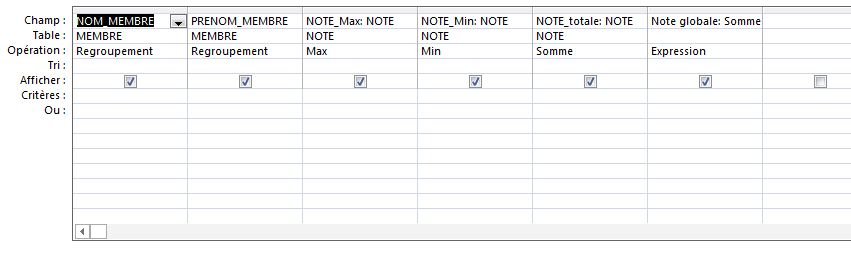 Champ : NOM_MEMBRE PRENOM_MEMBRE NOTE_Max: NOTE NOTE_Min: NOTE NOTE_totale: NOTE Note globale: Somme
Table : MEMBRE MEMBRE NOTE NOTE NOTE
Opération : Regroupement Regroupement Max Min Somme Expression
Tri :
Afficher :
Critères :
Ou :